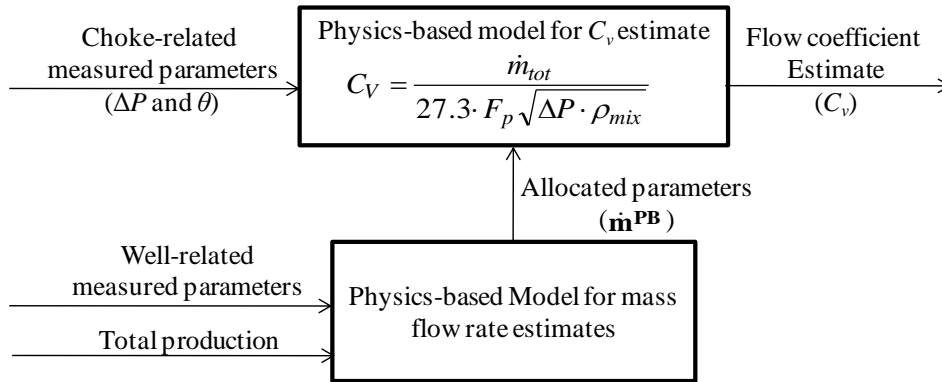 Choke-related
measured parameters
(ΔP and θ)
Physics-based model for C_v estimate
C_V = ṁ_tot / (27.3 · F_p √(ΔP · ρ_mix))
Flow coefficient
Estimate
(C_v)
Allocated parameters
(ṁ^PB)
Well-related
measured parameters
Total production
Physics-based Model for mass
flow rate estimates